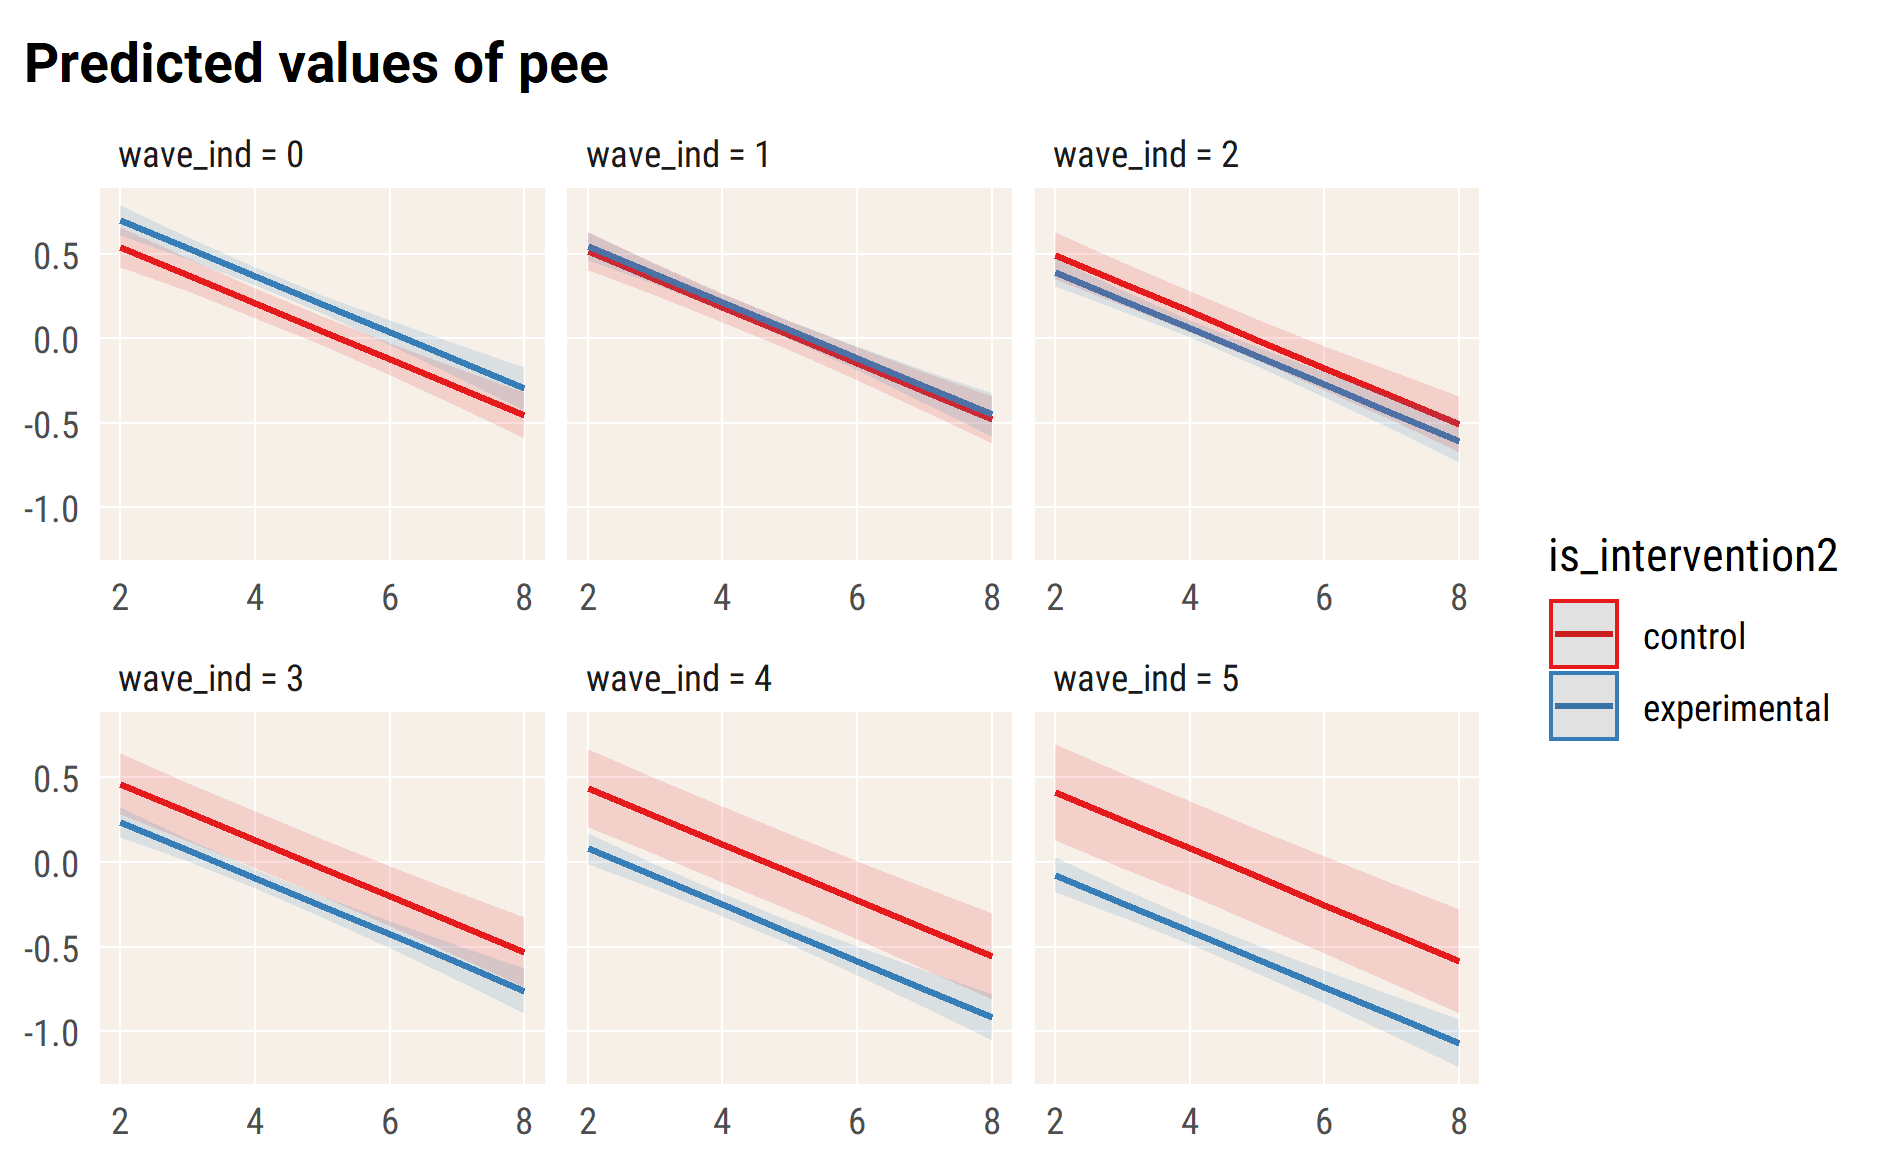 Predicted values of pee
wave_ind = 0
wave_ind = 1
wave_ind = 2
0.5
0.0
-0.5
-1.0
2 4 6 8
2 4 6 8
2 4 6 8
wave_ind = 3
wave_ind = 4
wave_ind = 5
0.5
0.0
-0.5
-1.0
2 4 6 8
2 4 6 8
2 4 6 8
is_intervention2
control
experimental